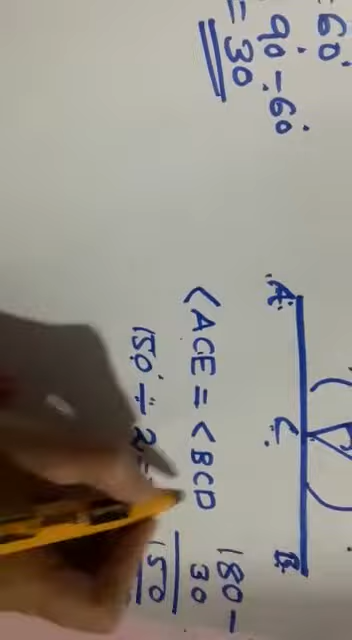 = 60°
90° - 60°
= 30
A
C
B
<ACE = <BCD
180 -
30
150
150 ÷ 2 =